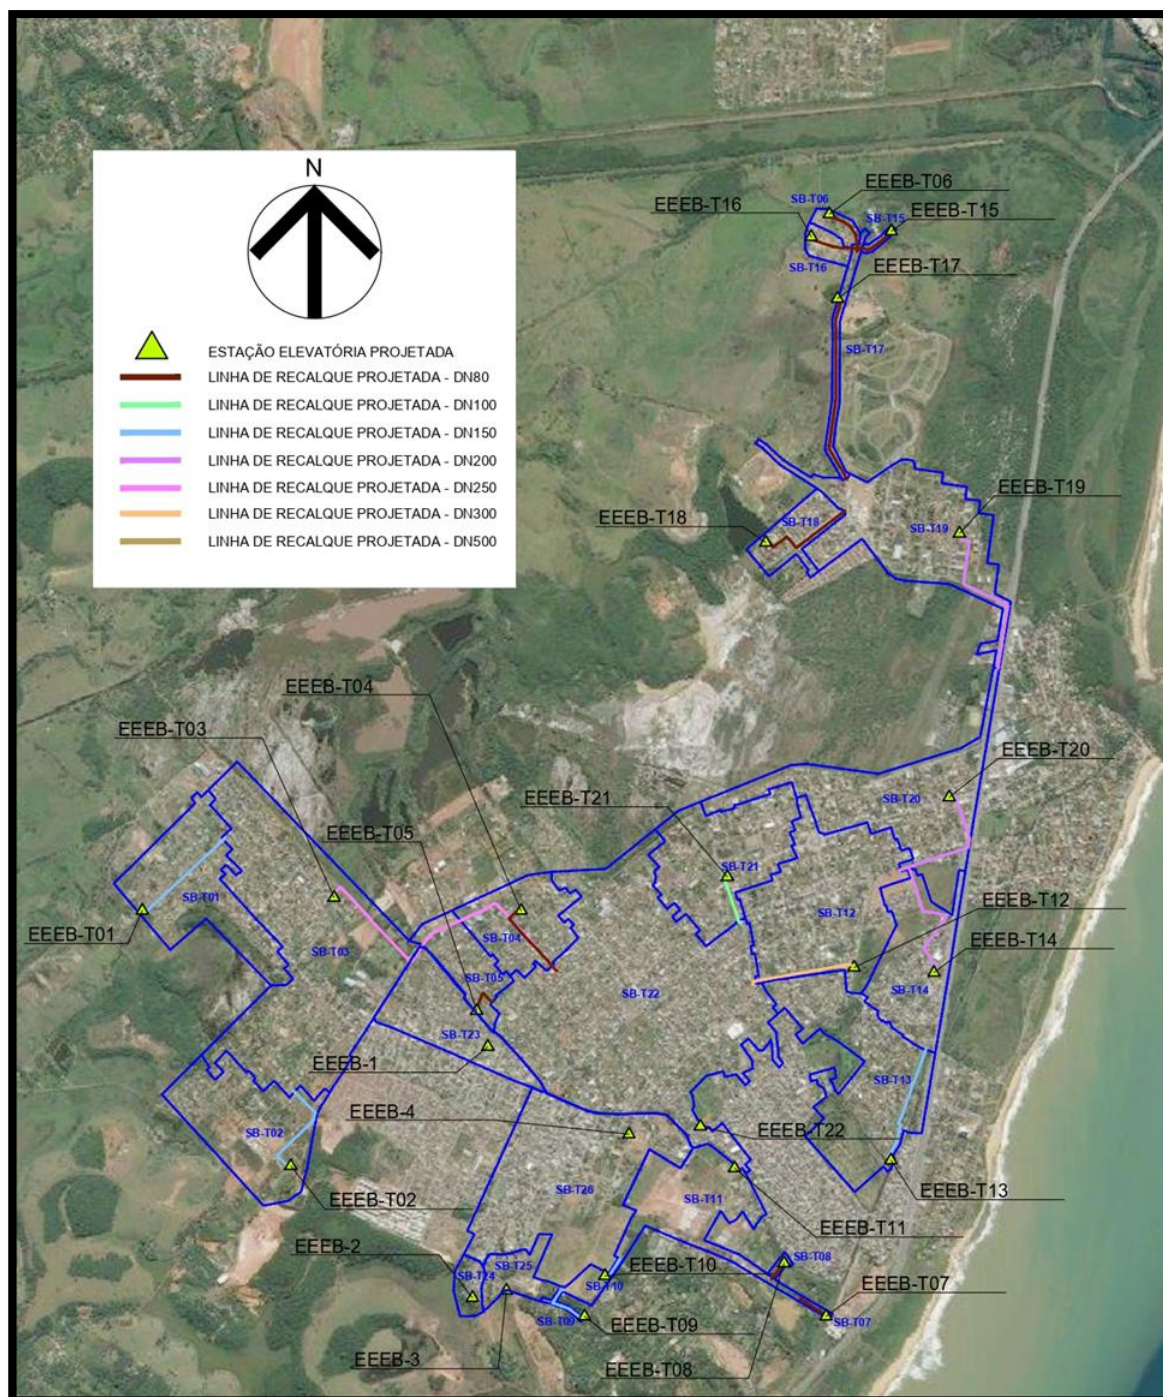 N
ESTAÇÃO ELEVATÓRIA PROJETADA
LINHA DE RECALQUE PROJETADA - DN80
LINHA DE RECALQUE PROJETADA - DN100
LINHA DE RECALQUE PROJETADA - DN150
LINHA DE RECALQUE PROJETADA - DN200
LINHA DE RECALQUE PROJETADA - DN250
LINHA DE RECALQUE PROJETADA - DN300
LINHA DE RECALQUE PROJETADA - DN500
EEEB-T06
SB-T06
EEEB-T16
SB-T15
EEEB-T15
SB-T16
EEEB-T17
SB-T17
EEEB-T19
EEEB-T18
SB-T18
SB-T19
EEEB-T04
EEEB-T03
EEEB-T20
EEEB-T21
SB-T20
EEEB-T05
SB-T21
SB-T01
EEEB-T12
EEEB-T01
SB-T12
SB-T04
SB-T03
EEEB-T14
SB-T14
SB-T05
SB-T22
SB-T23
EEEB-1
SB-T13
EEEB-4
SB-T02
EEEB-T22
EEEB-T02
EEEB-T13
SB-T26
SB-T11
EEEB-T11
EEEB-2
SB-T25
SB-T24
SB-T10
EEEB-T10
SB-T08
EEEB-T07
SB-T09
SB-T07
EEEB-T09
EEEB-3
EEEB-T08